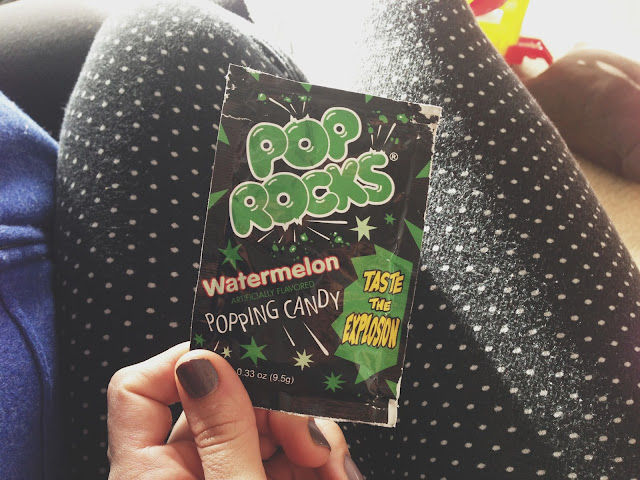 POP
ROCKS®
Watermelon
ARTIFICIALLY FLAVORED
POPPING CANDY
TASTE
THE
EXPLOSION
0.33 oz (9.5g)